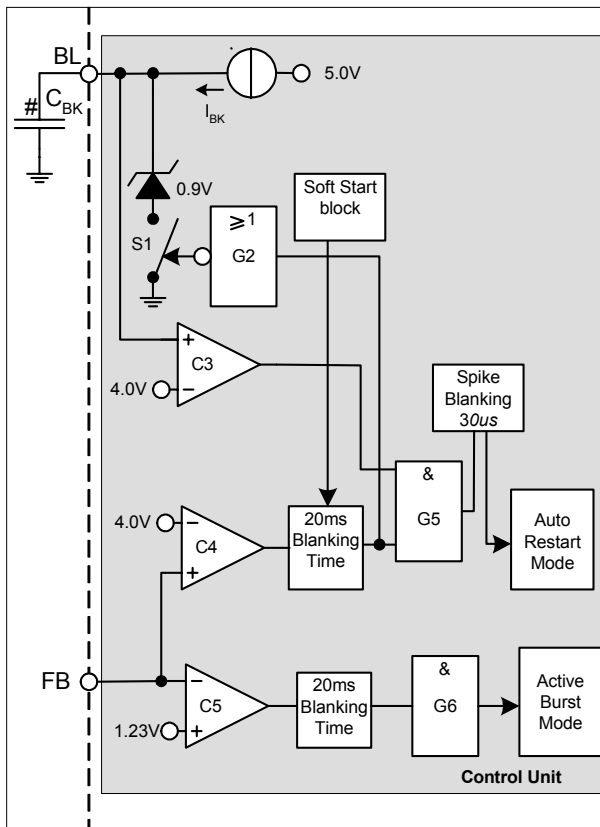 BL
5.0V
# C_BK
I_BK
0.9V
Soft Start
block
≥1
G2
S1
+
C3
4.0V
−
Spike
Blanking
30us
&
G5
4.0V
−
C4
+
20ms
Blanking
Time
Auto
Restart
Mode
FB
−
C5
1.23V
+
20ms
Blanking
Time
&
G6
Active
Burst
Mode
Control Unit